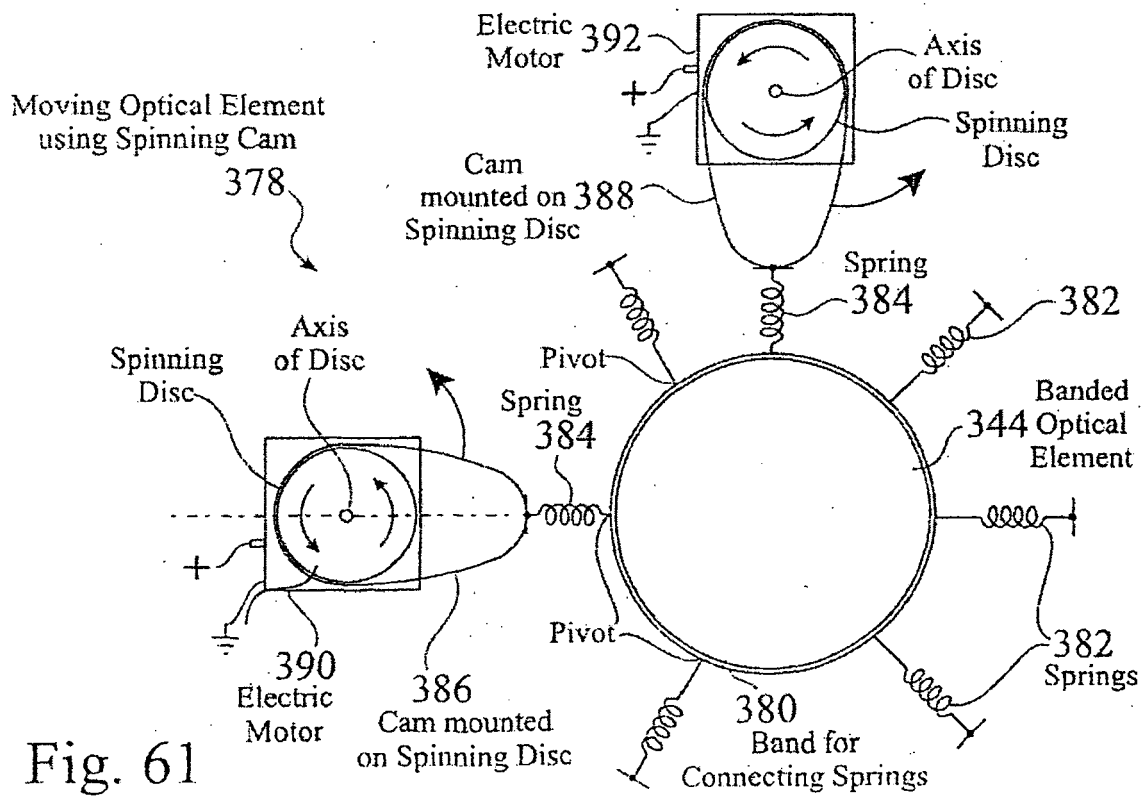 Electric
Motor
392
Axis
of Disc
+
Moving Optical Element
using Spinning Cam
378
Spinning
Disc
Cam
mounted on 388
Spinning Disc
Spring
384
382
Axis
of Disc
Spinning
Disc
Pivot
Spring
384
Banded
344 Optical
Element
+
Pivot
390
Electric
Motor
386
Cam mounted
on Spinning Disc
380
Band for
Connecting Springs
382
Springs
Fig. 61